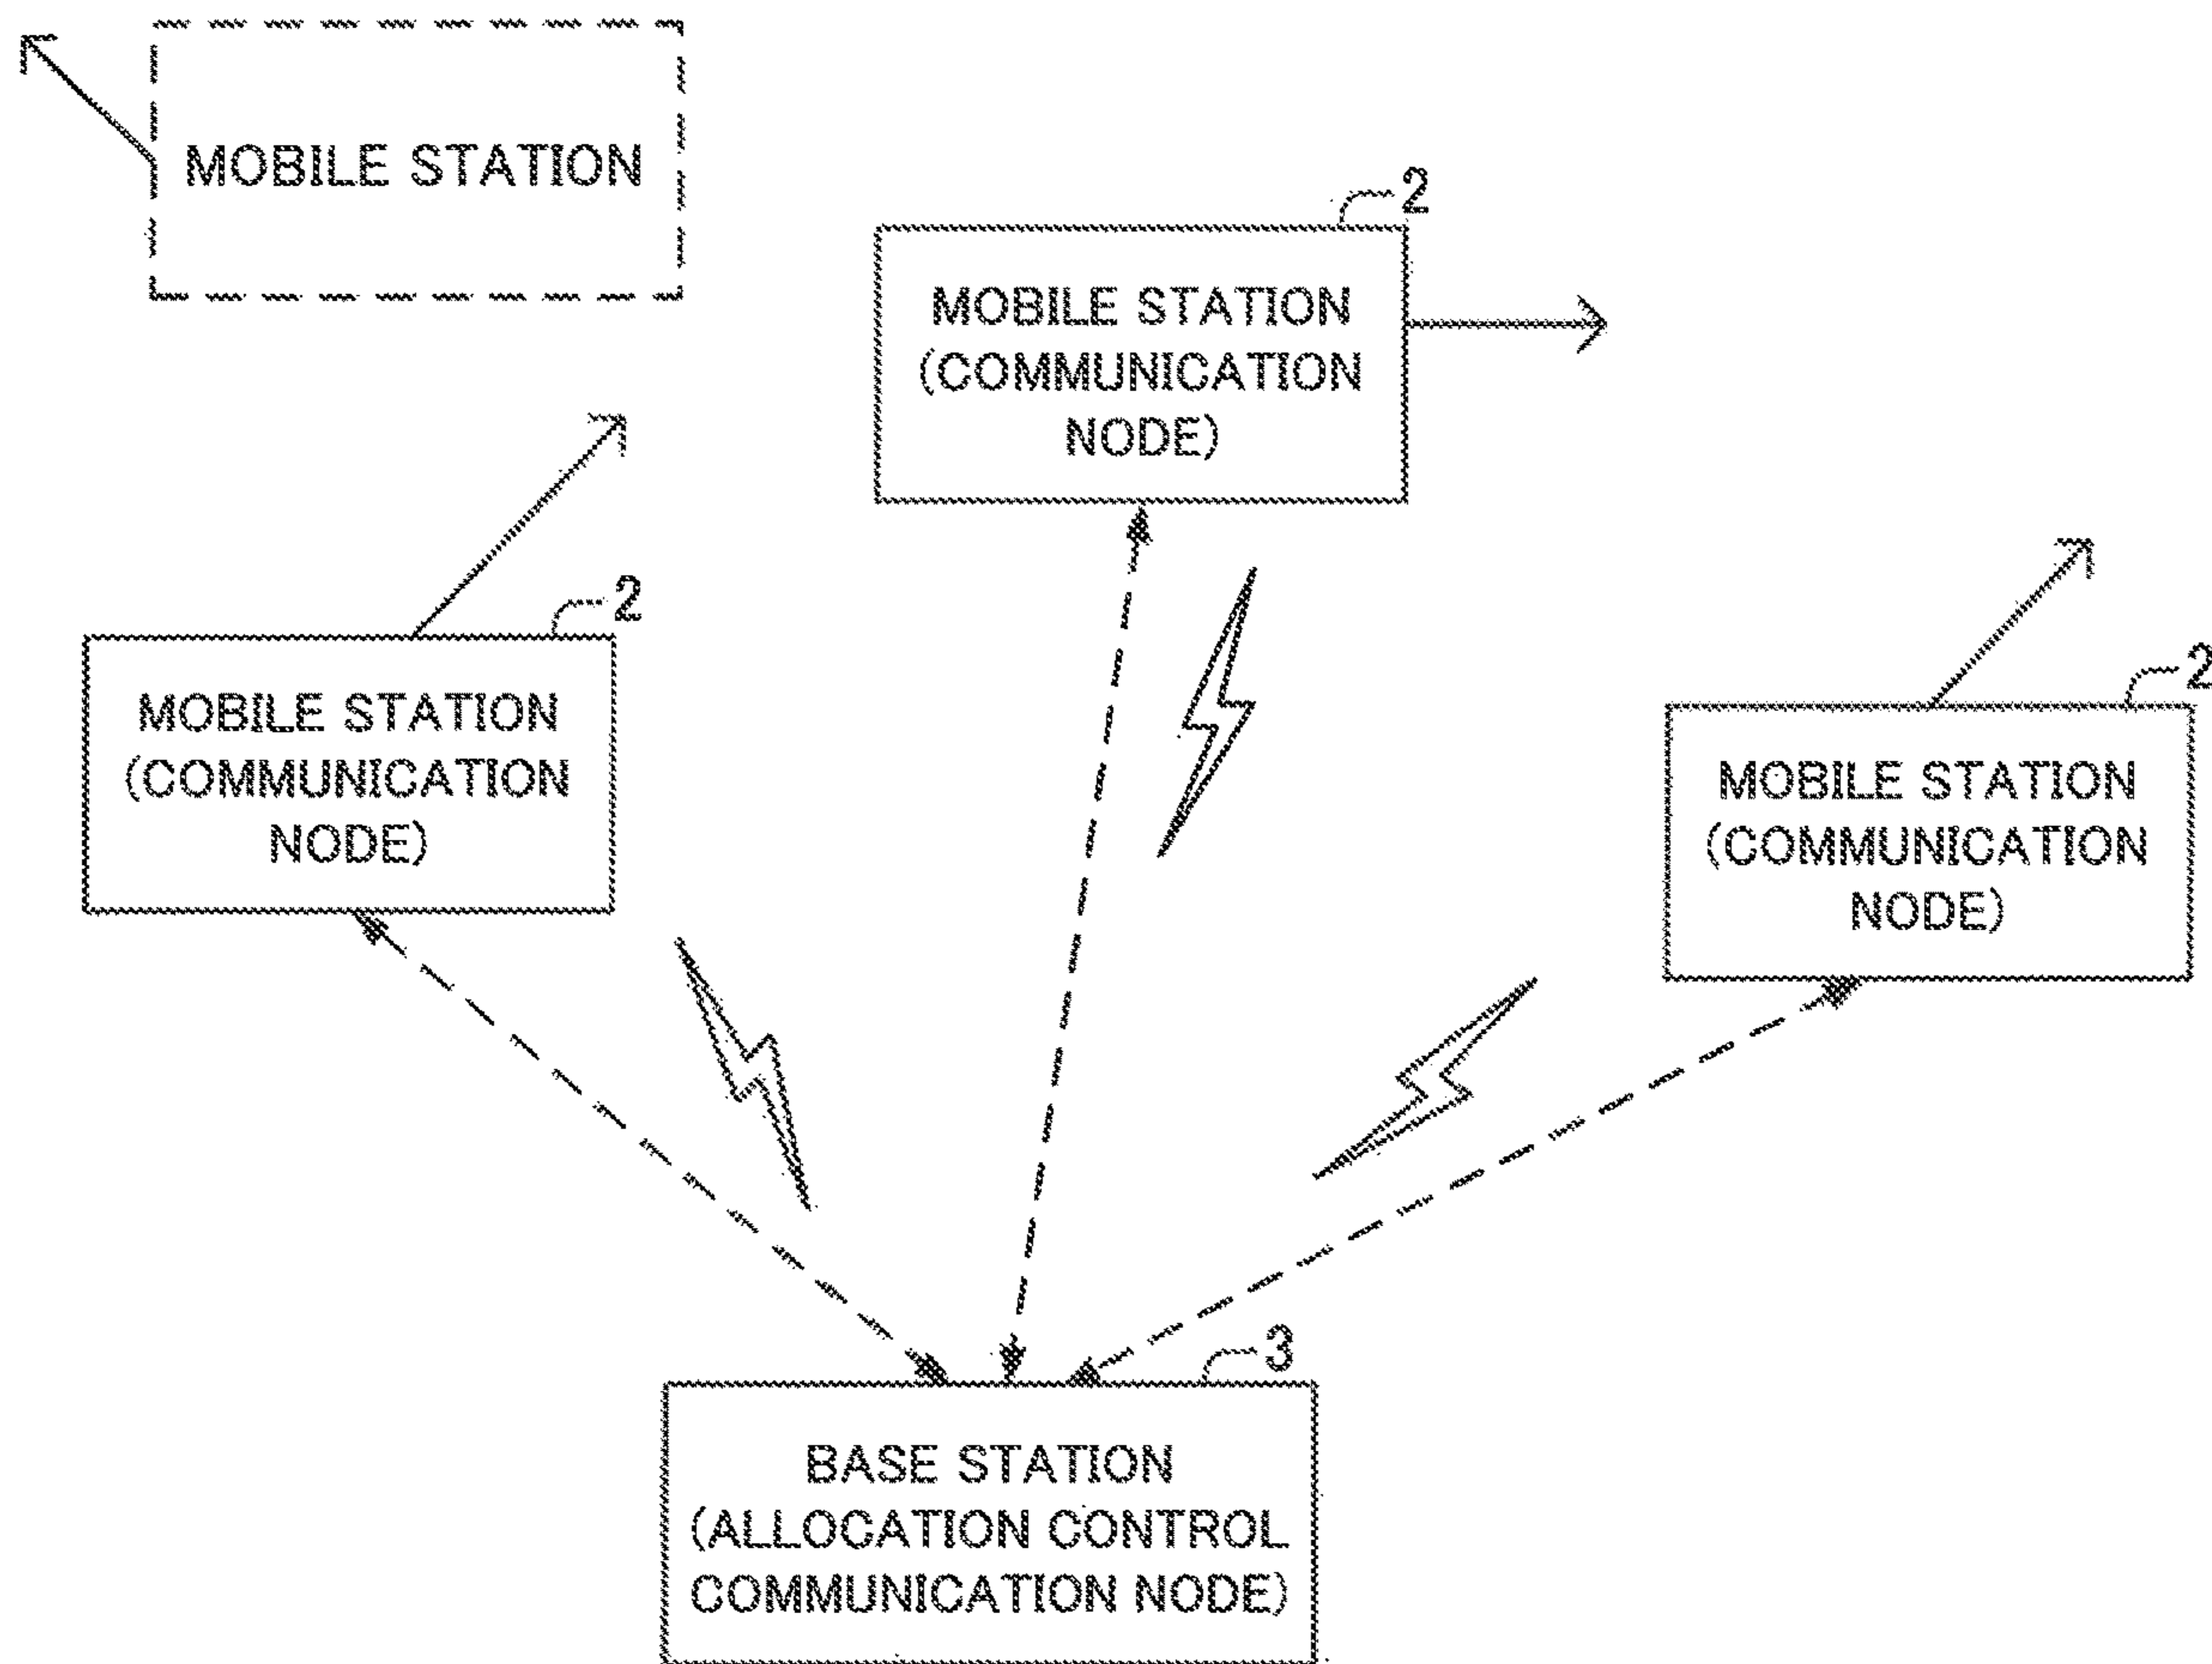 MOBILE STATION
2
MOBILE STATION
(COMMUNICATION
NODE)
2
MOBILE STATION
(COMMUNICATION
NODE)
2
MOBILE STATION
(COMMUNICATION
NODE)
3
BASE STATION
(ALLOCATION CONTROL
COMMUNICATION NODE)